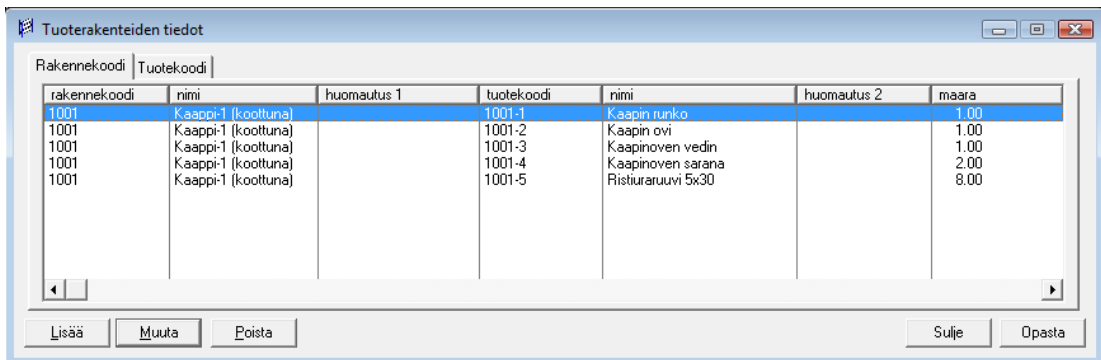 Tuoterakenteiden tiedot
Rakennekoodi Tuotekoodi
rakennekoodi nimi huomautus 1 tuotekoodi nimi huomautus 2 maara
1001 Kaappi-1 (koottuna) 1001-1 Kaapin runko 1.00
1001 Kaappi-1 (koottuna) 1001-2 Kaapin ovi 1.00
1001 Kaappi-1 (koottuna) 1001-3 Kaapinoven vedin 1.00
1001 Kaappi-1 (koottuna) 1001-4 Kaapinoven sarana 2.00
1001 Kaappi-1 (koottuna) 1001-5 Ristiuraruuvi 5x30 8.00
Lisää Muuta Poista Sulje Opasta